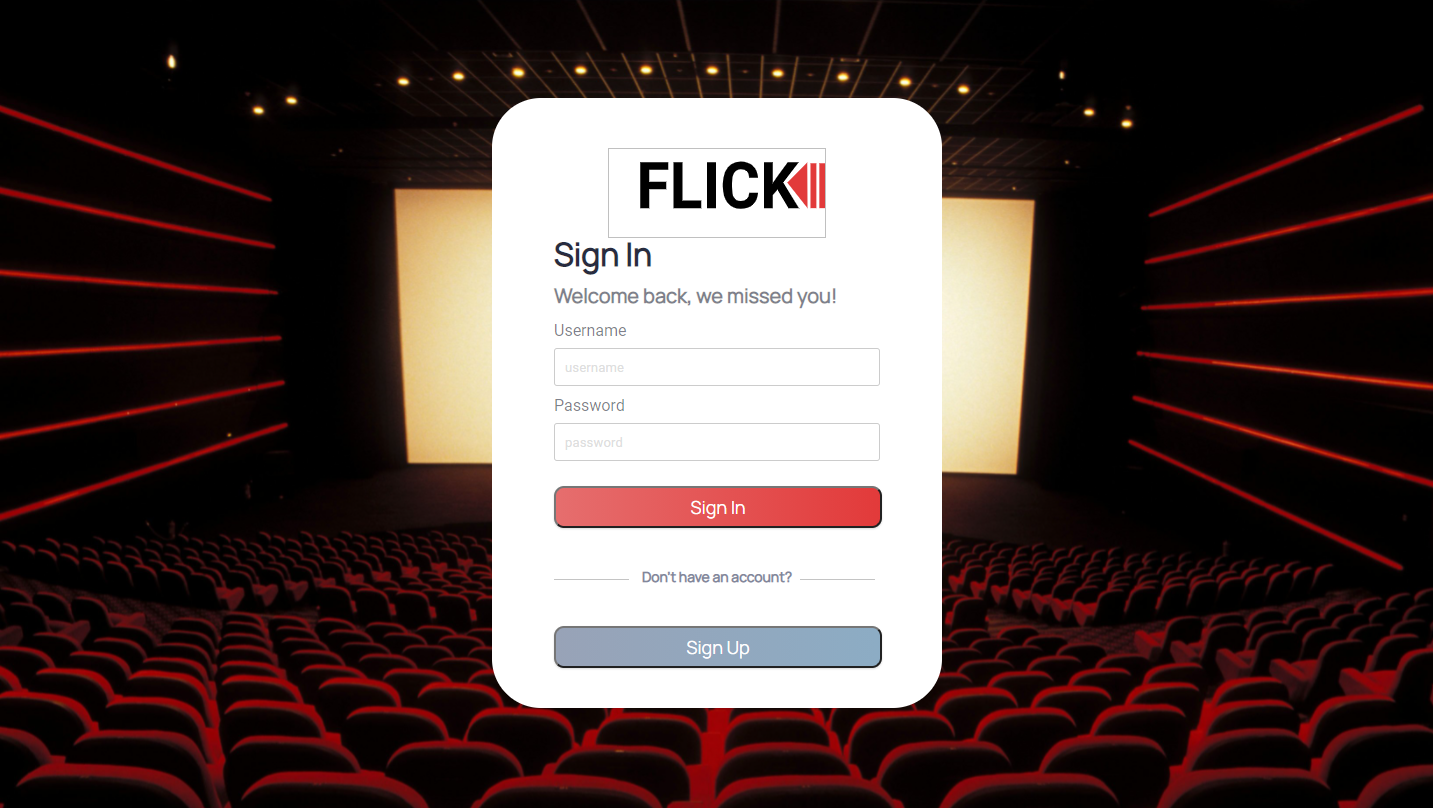 FLICK
Sign In
Welcome back, we missed you!
Username
username
Password
password
Sign In
Don't have an account?
Sign Up